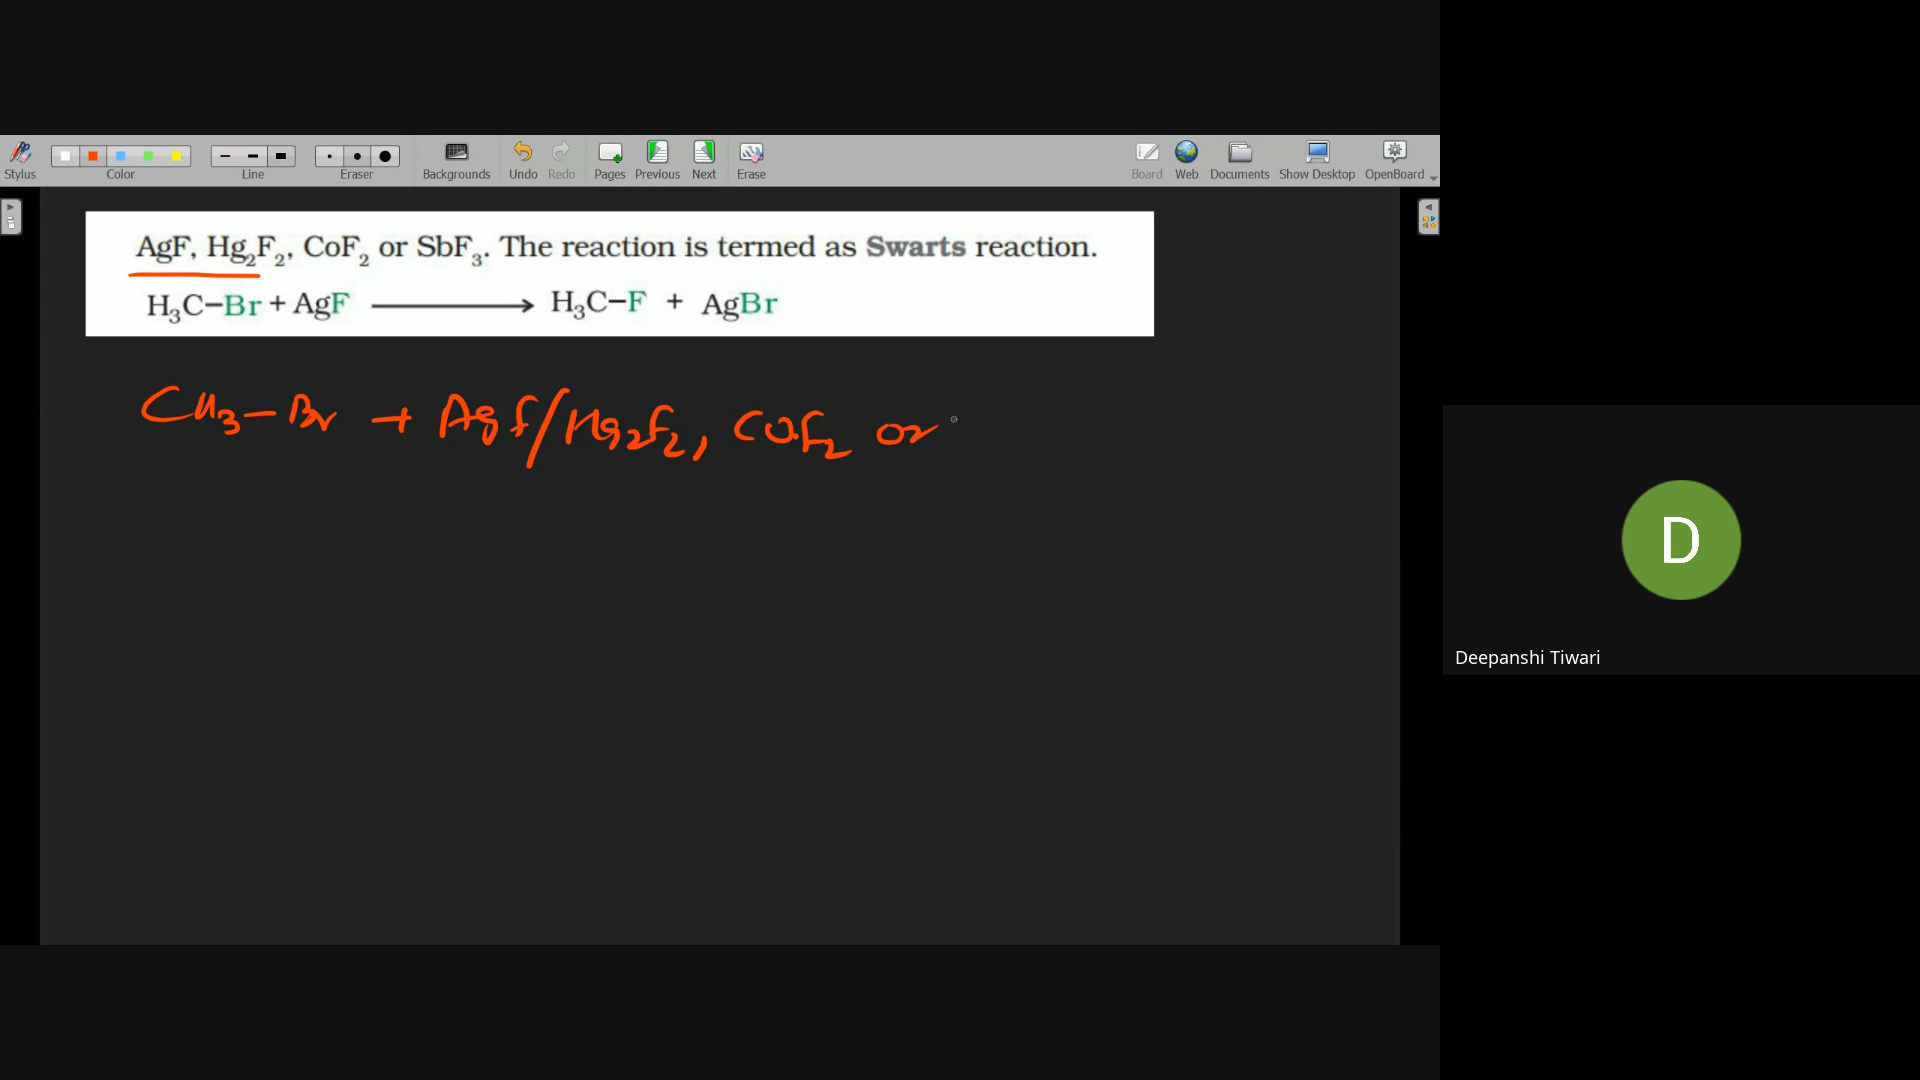 Stylus Color Line Eraser Backgrounds Undo Redo Pages Previous Next Erase Board Web Documents Show Desktop OpenBoard
AgF, Hg₂F₂, CoF₂ or SbF₃. The reaction is termed as Swarts reaction.
H₃C–Br + AgF ⟶ H₃C–F + AgBr
CH₃–Br + AgF/Hg₂F₂, CoF₂ or
D
Deepanshi Tiwari